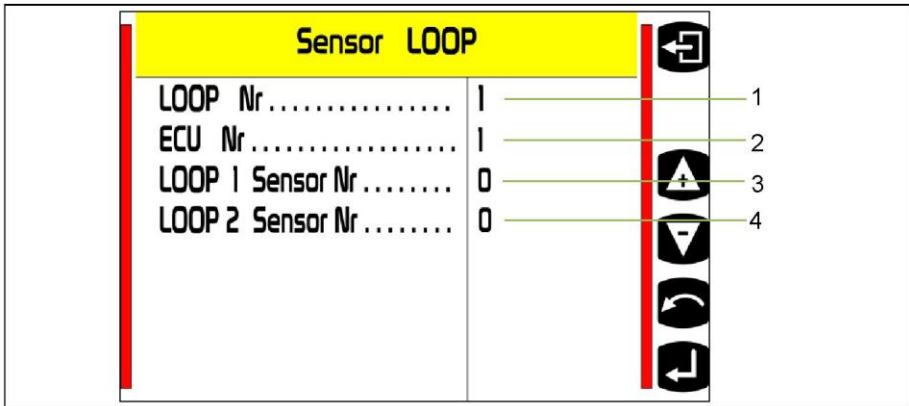 Sensor LOOP
LOOP Nr................ 1 1
ECU Nr.................. 1 2
LOOP 1 Sensor Nr........ 0 3
LOOP 2 Sensor Nr........ 0 4
+
-